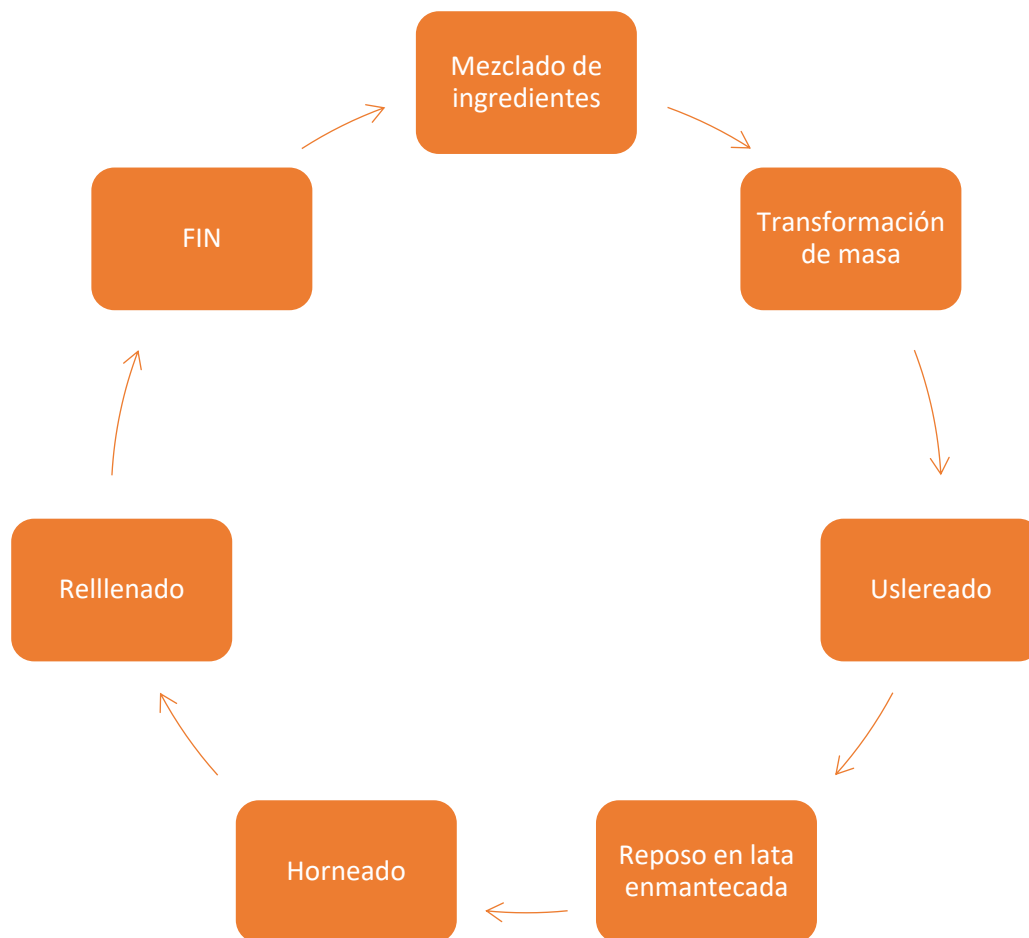 Mezclado de
ingredientes
Transformación
de masa
Uslereado
Reposo en lata
enmantecada
Horneado
Relllenado
FIN